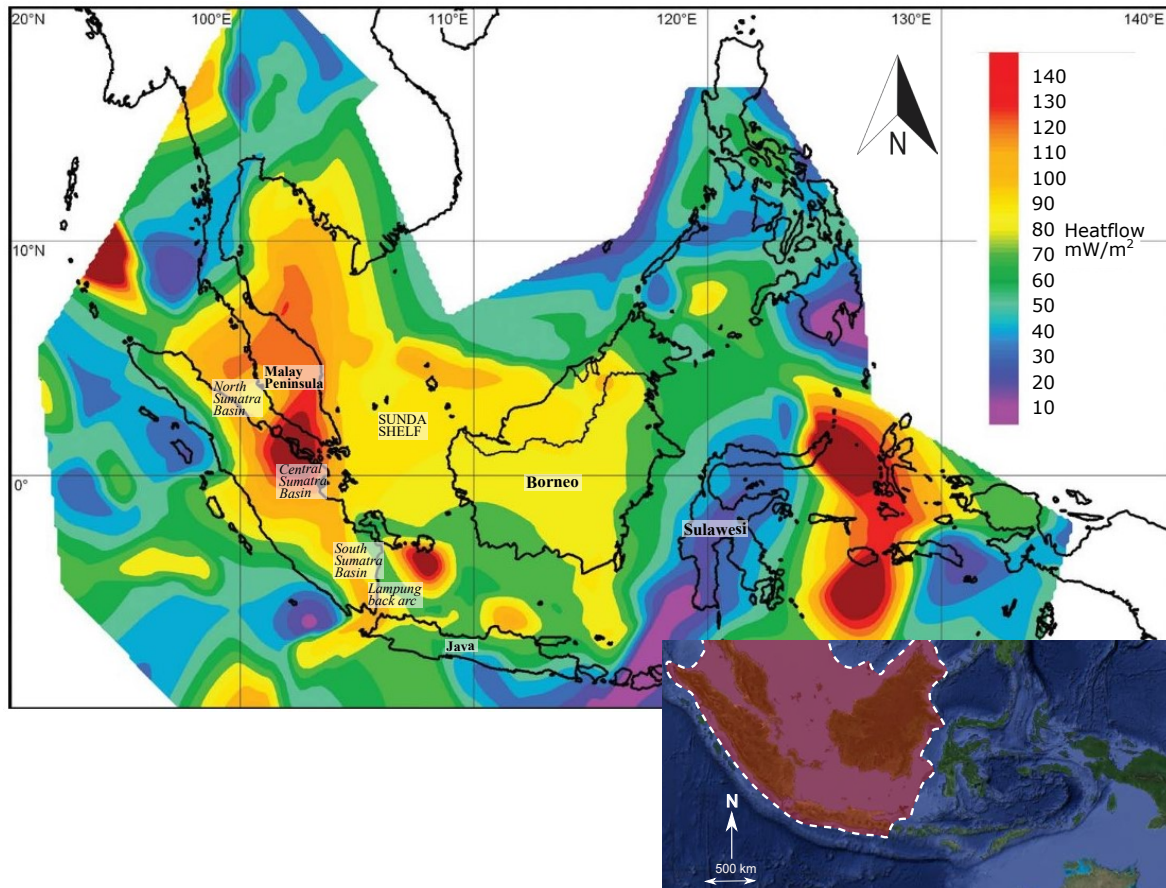 20°E
100°E
110°E
120°E
130°E
140°E
10°N
0°
N
140
130
120
110
100
90
80
70
60
50
40
30
20
10
Heatflow
mW/m²
Malay
Peninsula
North
Sumatra
Basin
SUNDA
SHELF
Central
Sumatra
Basin
Borneo
Sulawesi
South
Sumatra
Basin
Lampung
back arc
Java
N
500 km